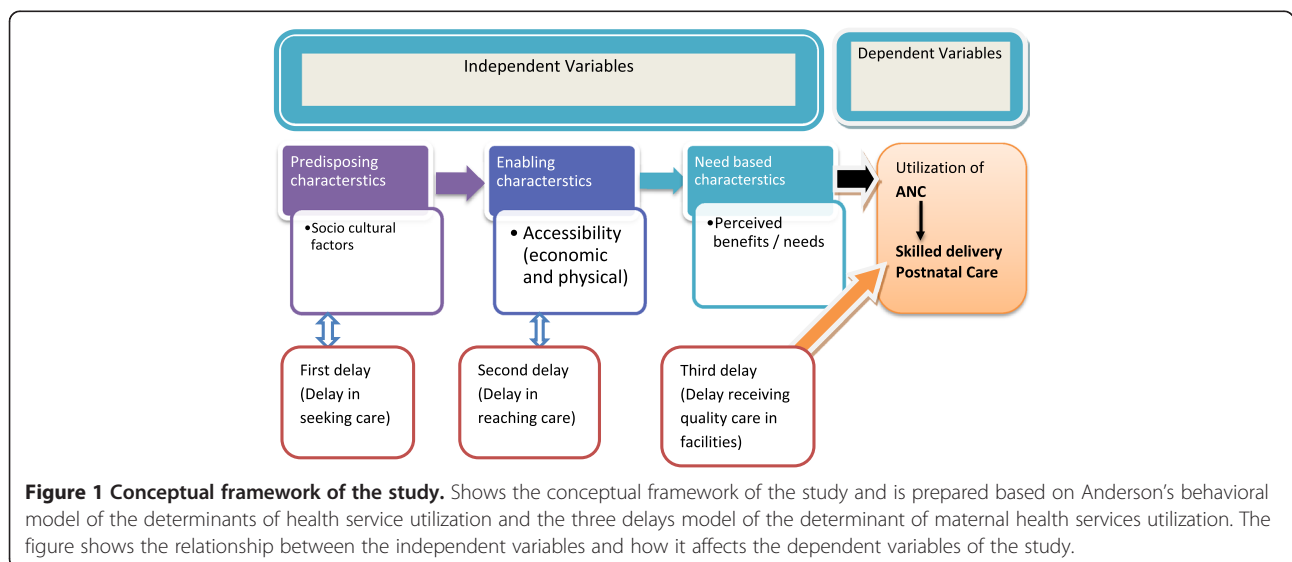 Independent Variables
Dependent Variables
Predisposing
characterstics
•Socio cultural
factors
Enabling
characterstics
• Accessibility
(economic
and physical)
Need based
characterstics
•Perceived
benefits / needs
Utilization of
ANC
Skilled delivery
Postnatal Care
First delay
(Delay in
seeking care)
Second delay
(Delay in
reaching care)
Third delay
(Delay receiving
quality care in
facilities)
Figure 1 Conceptual framework of the study. Shows the conceptual framework of the study and is prepared based on Anderson's behavioral
model of the determinants of health service utilization and the three delays model of the determinant of maternal health services utilization. The
figure shows the relationship between the independent variables and how it affects the dependent variables of the study.